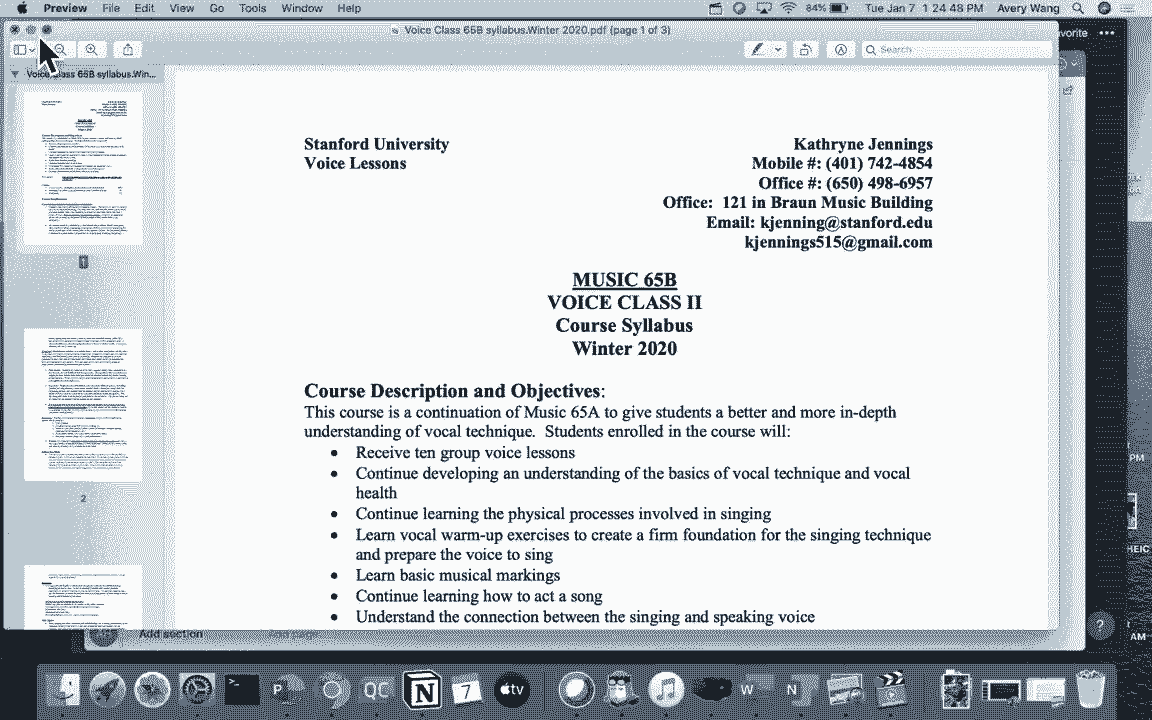 Preview File Edit View Go Tools Window Help 84% Tue Jan 7 1:24:48 PM Avery Wang
Voice Class 65B syllabus.Winter 2020.pdf (page 1 of 3)
Search
Voice Class 65B syllabus.Win...
1
2
Stanford University
Voice Lessons
Kathryne Jennings
Mobile #: (401) 742-4854
Office #: (650) 498-6957
Office: 121 in Braun Music Building
Email: kjenning@stanford.edu
kjennings515@gmail.com
MUSIC 65B
VOICE CLASS II
Course Syllabus
Winter 2020
Course Description and Objectives:
This course is a continuation of Music 65A to give students a better and more in-depth
understanding of vocal technique. Students enrolled in the course will:
• Receive ten group voice lessons
• Continue developing an understanding of the basics of vocal technique and vocal
health
• Continue learning the physical processes involved in singing
• Learn vocal warm-up exercises to create a firm foundation for the singing technique
and prepare the voice to sing
• Learn basic musical markings
• Continue learning how to act a song
• Understand the connection between the singing and speaking voice
avorite
PM
HEIC
?
AM
Add section Add page
P QC N 7 tv W N